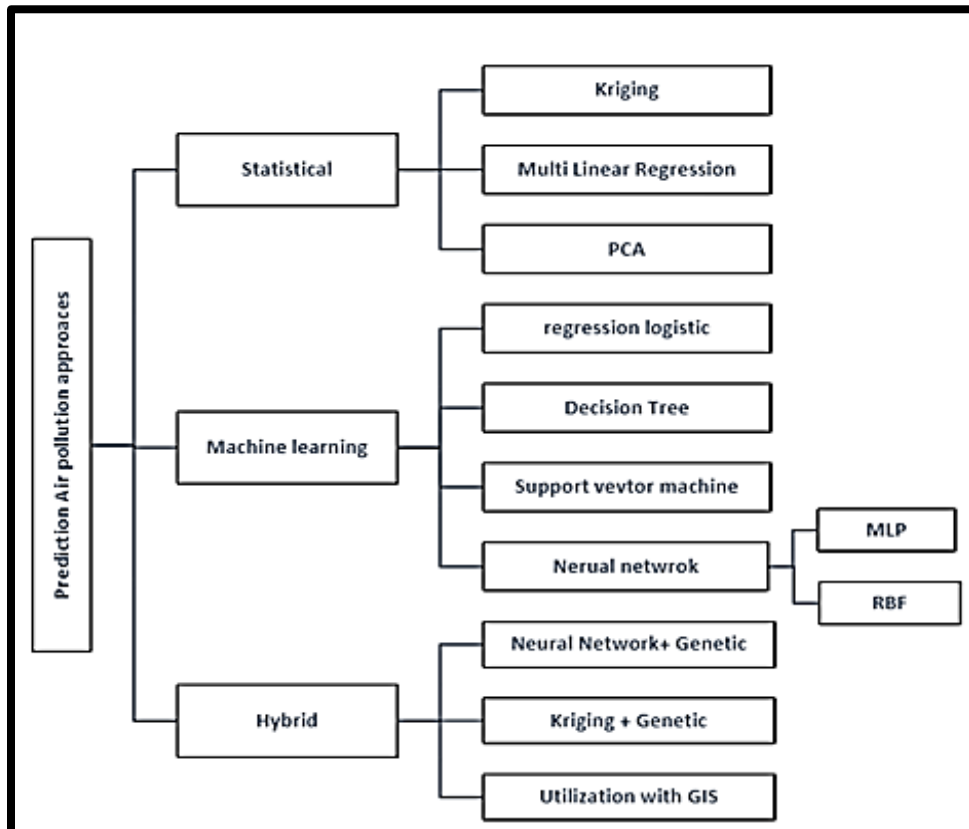 Prediction Air pollution approaces
Statistical
Kriging
Multi Linear Regression
PCA
Machine learning
regression logistic
Decision Tree
Support vevtor machine
Nerual netwrok
MLP
RBF
Hybrid
Neural Network+ Genetic
Kriging + Genetic
Utilization with GIS